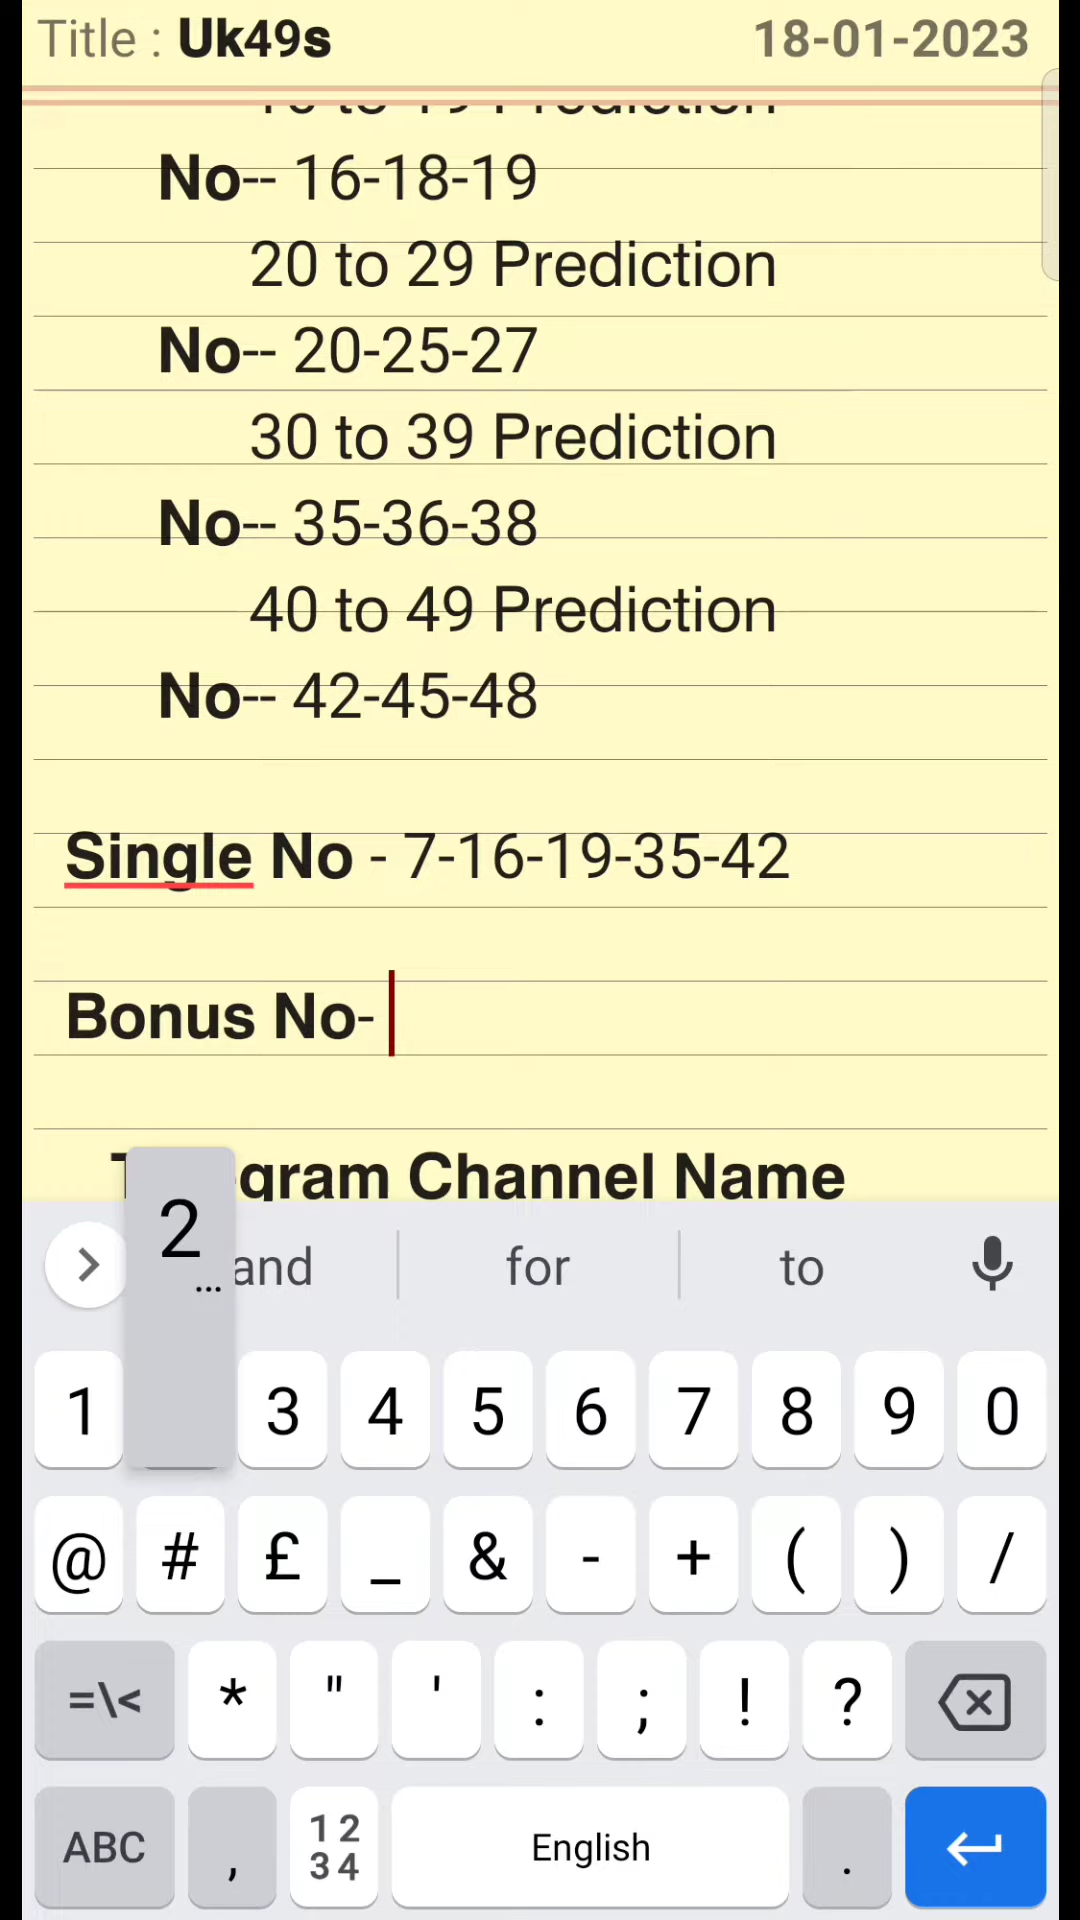 Title : Uk49s 18-01-2023
No-- 16-18-19
20 to 29 Prediction
No-- 20-25-27
30 to 39 Prediction
No-- 35-36-38
40 to 49 Prediction
No-- 42-45-48
Single No - 7-16-19-35-42
Bonus No-
Channel Name
2
...
and for to
1 3 4 5 6 7 8 9 0
@ # £ _ & - + ( ) /
=\< * " ' : ; ! ?
ABC , 1 2 3 4 English .